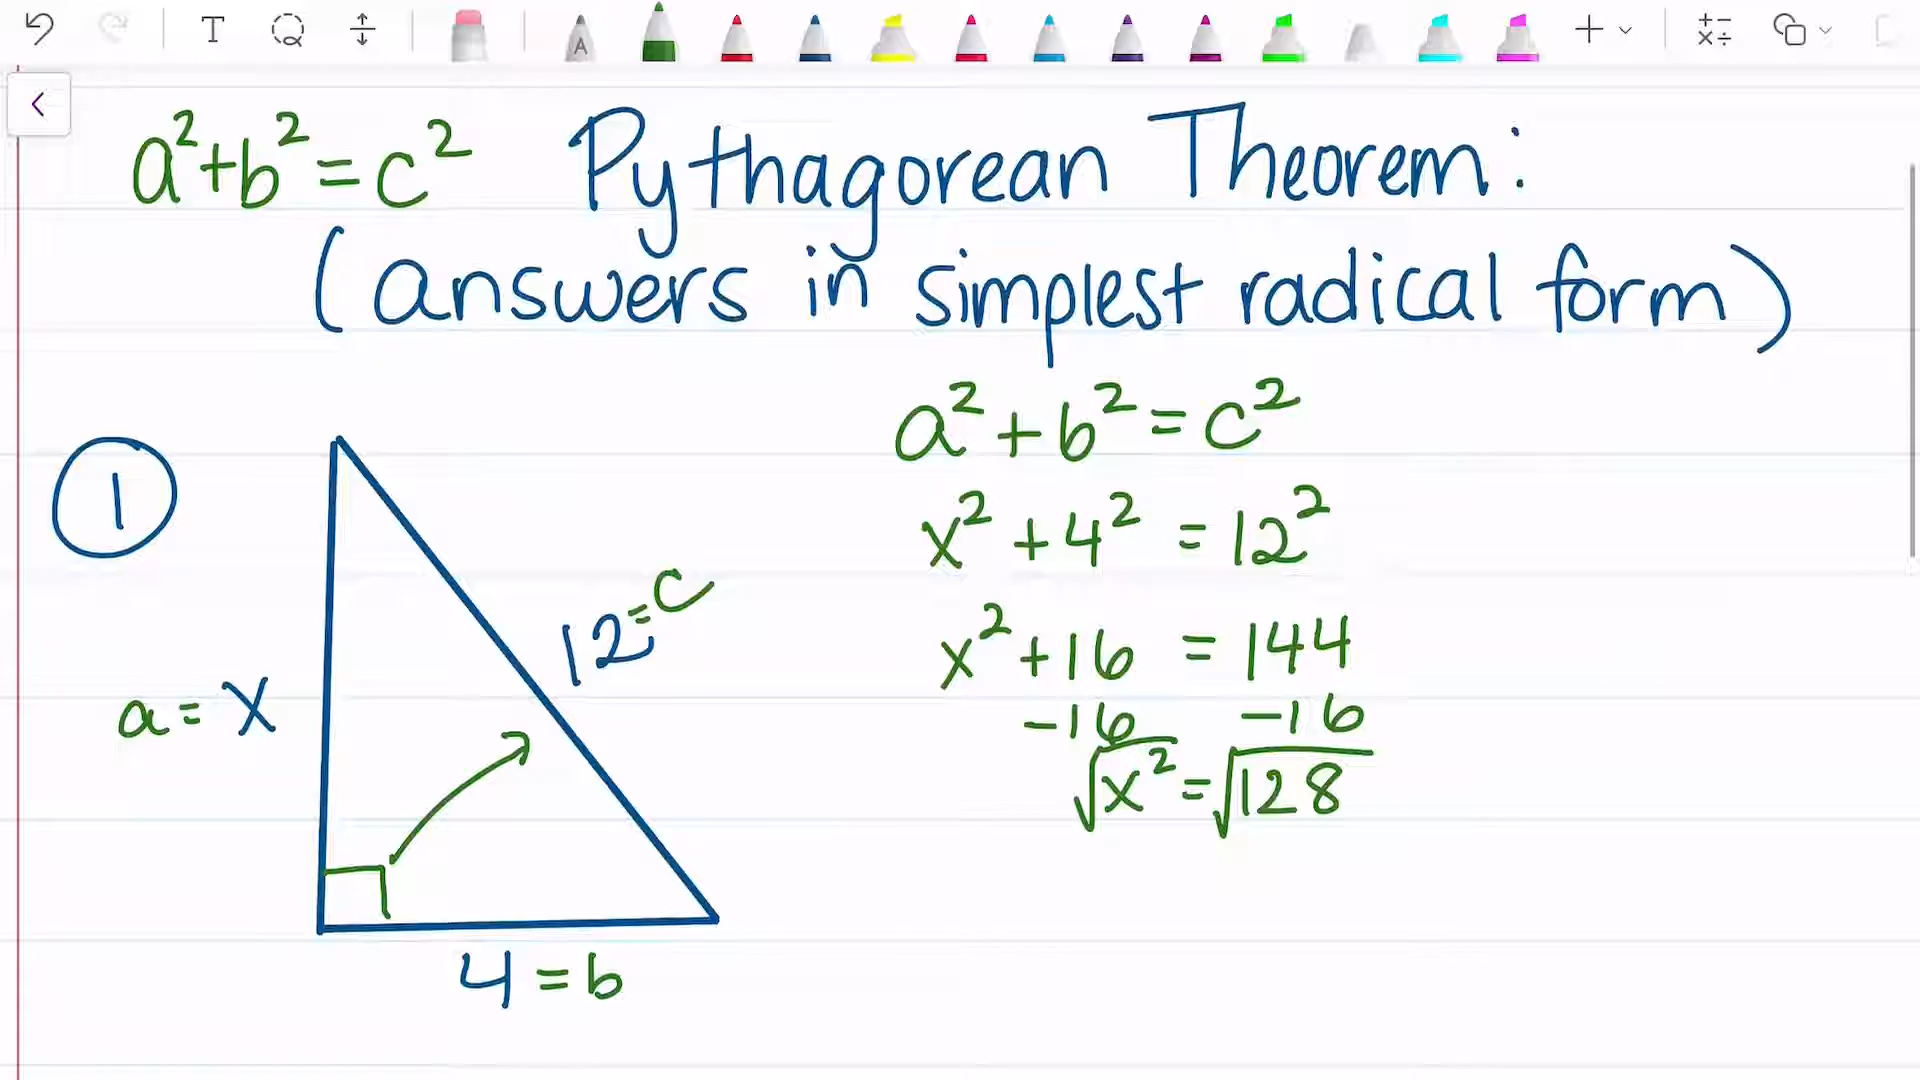 a²+b²=c² Pythagorean Theorem:
(answers in simplest radical form)
1
a²+b²=c²
x²+4²=12²
12=c
x²+16=144
a=x
-16 -16
√x²=√128
4=b